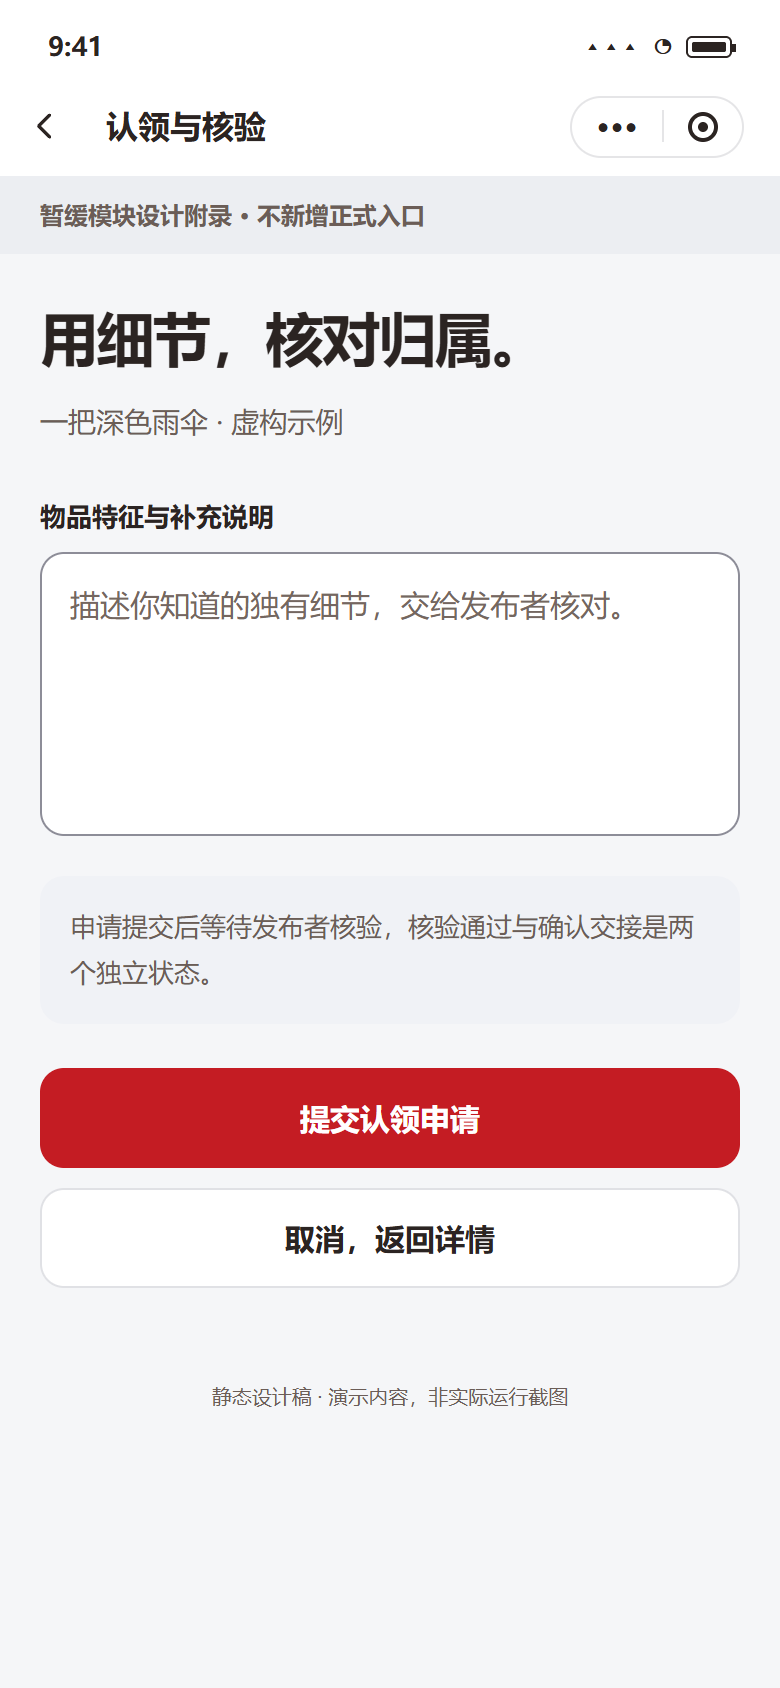 9:41
认领与核验
暂缓模块设计附录 • 不新增正式入口
用细节，核对归属。
一把深色雨伞 · 虚构示例
物品特征与补充说明
描述你知道的独有细节，交给发布者核对。
申请提交后等待发布者核验，核验通过与确认交接是两
个独立状态。
提交认领申请
取消，返回详情
静态设计稿 · 演示内容，非实际运行截图